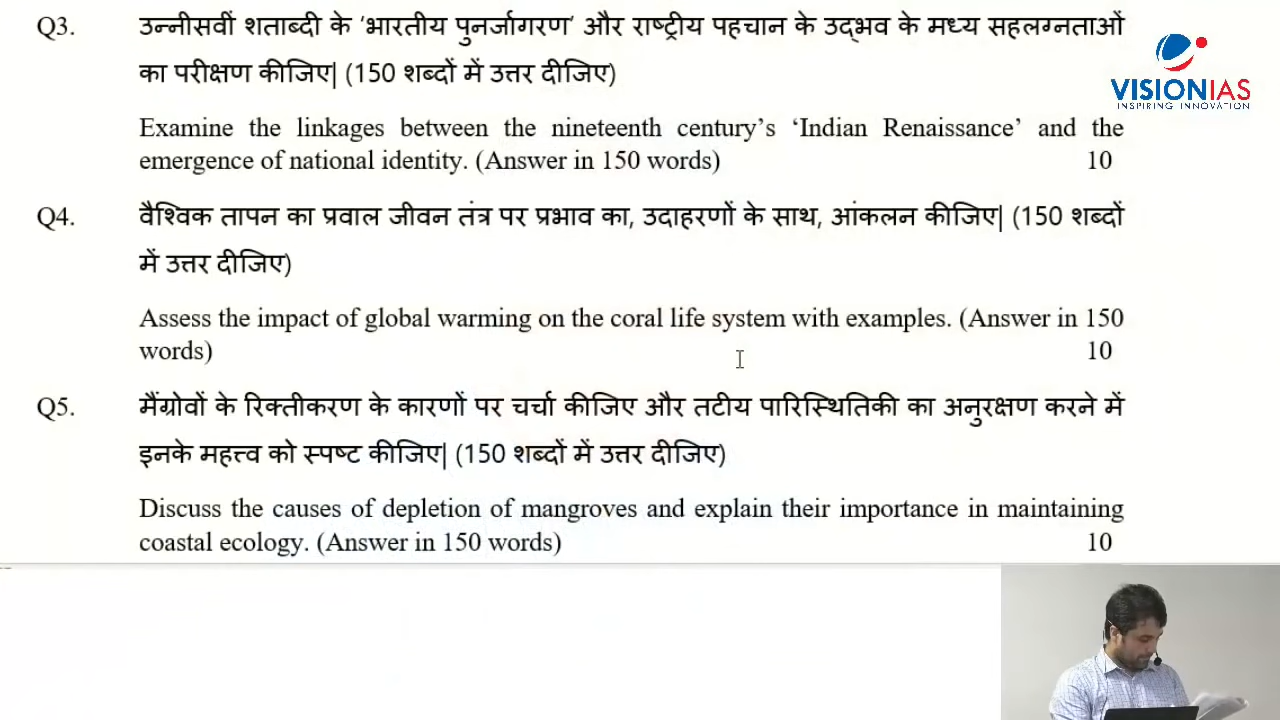 Q3. उन्नीसवीं शताब्दी के ‘भारतीय पुनर्जागरण’ और राष्ट्रीय पहचान के उद्भव के मध्य सहलग्नताओं
का परीक्षण कीजिए| (150 शब्दों में उत्तर दीजिए)
VISIONIAS
INSPIRING INNOVATION
Examine the linkages between the nineteenth century’s ‘Indian Renaissance’ and the
emergence of national identity. (Answer in 150 words) 10
Q4. वैश्विक तापन का प्रवाल जीवन तंत्र पर प्रभाव का, उदाहरणों के साथ, आंकलन कीजिए| (150 शब्दों
में उत्तर दीजिए)
Assess the impact of global warming on the coral life system with examples. (Answer in 150
words) 10
Q5. मैंग्रोवों के रिक्तीकरण के कारणों पर चर्चा कीजिए और तटीय पारिस्थितिकी का अनुरक्षण करने में
इनके महत्त्व को स्पष्ट कीजिए| (150 शब्दों में उत्तर दीजिए)
Discuss the causes of depletion of mangroves and explain their importance in maintaining
coastal ecology. (Answer in 150 words) 10